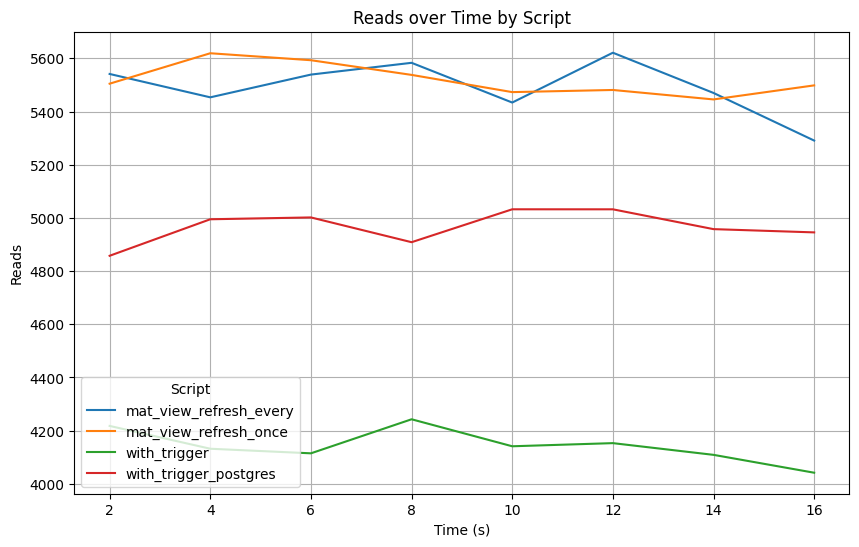 Reads over Time by Script
5600
5400
5200
5000
4800
4600
4400
4200
4000
Reads
Script
mat_view_refresh_every
mat_view_refresh_once
with_trigger
with_trigger_postgres
2 4 6 8 10 12 14 16
Time (s)